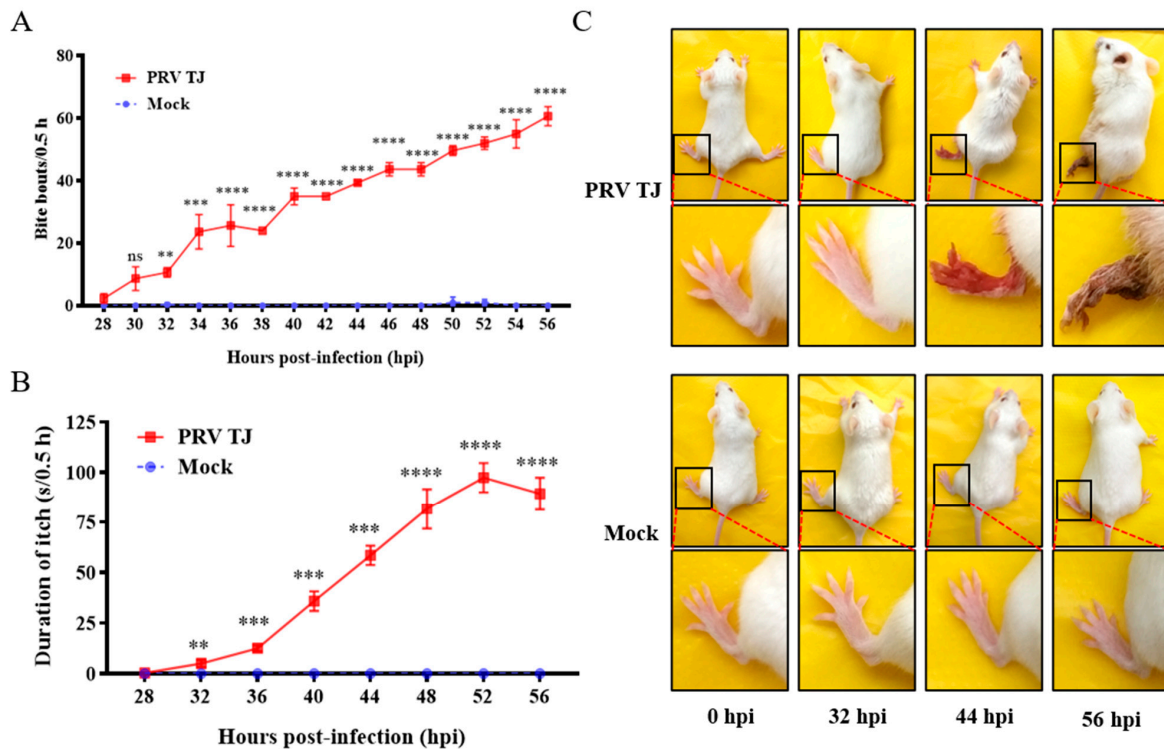 A
80
60
40
20
0
Bite bouts/0.5 h
PRV TJ
Mock
ns
**
***
****
****
****
****
****
****
****
****
****
****
****
28 30 32 34 36 38 40 42 44 46 48 50 52 54 56
Hours post-infection (hpi)
B
125
100
75
50
25
0
Duration of itch (s/0.5 h)
PRV TJ
Mock
**
***
***
***
****
****
****
28 32 36 40 44 48 52 56
Hours post-infection (hpi)
C
PRV TJ
Mock
0 hpi 32 hpi 44 hpi 56 hpi